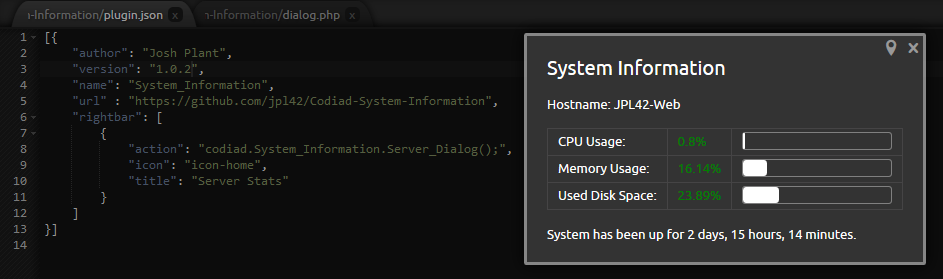 n-Information/plugin.json x
n-Information/dialog.php x
1 [{
2 "author": "Josh Plant",
3 "version": "1.0.2",
4 "name": "System_Information",
5 "url" : "https://github.com/jpl42/Codiad-System-Information",
6 "rightbar": [
7 {
8 "action": "codiad.System_Information.Server_Dialog();",
9 "icon": "icon-home",
10 "title": "Server Stats"
11 }
12 ]
13 }]
14
System Information
Hostname: JPL42-Web
CPU Usage: 0.8%
Memory Usage: 16.14%
Used Disk Space: 23.89%
System has been up for 2 days, 15 hours, 14 minutes.